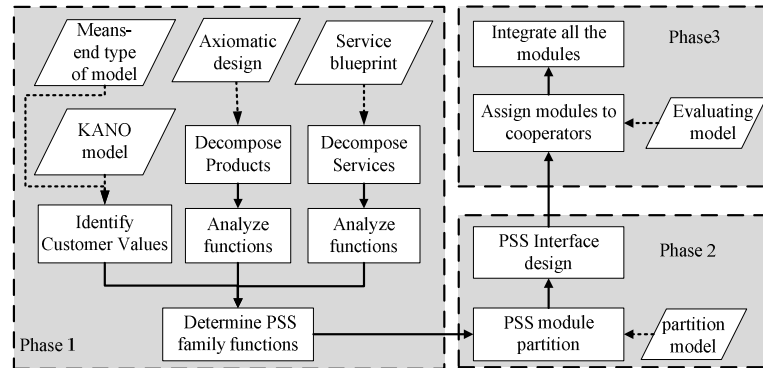 Means-
end type
of model
Axiomatic
design
Service
blueprint
KANO
model
Decompose
Products
Decompose
Services
Identify
Customer Values
Analyze
functions
Analyze
functions
Determine PSS
family functions
Phase 1
Integrate all the
modules
Phase3
Assign modules to
cooperators
Evaluating
model
PSS Interface
design
Phase 2
PSS module
partition
partition
model